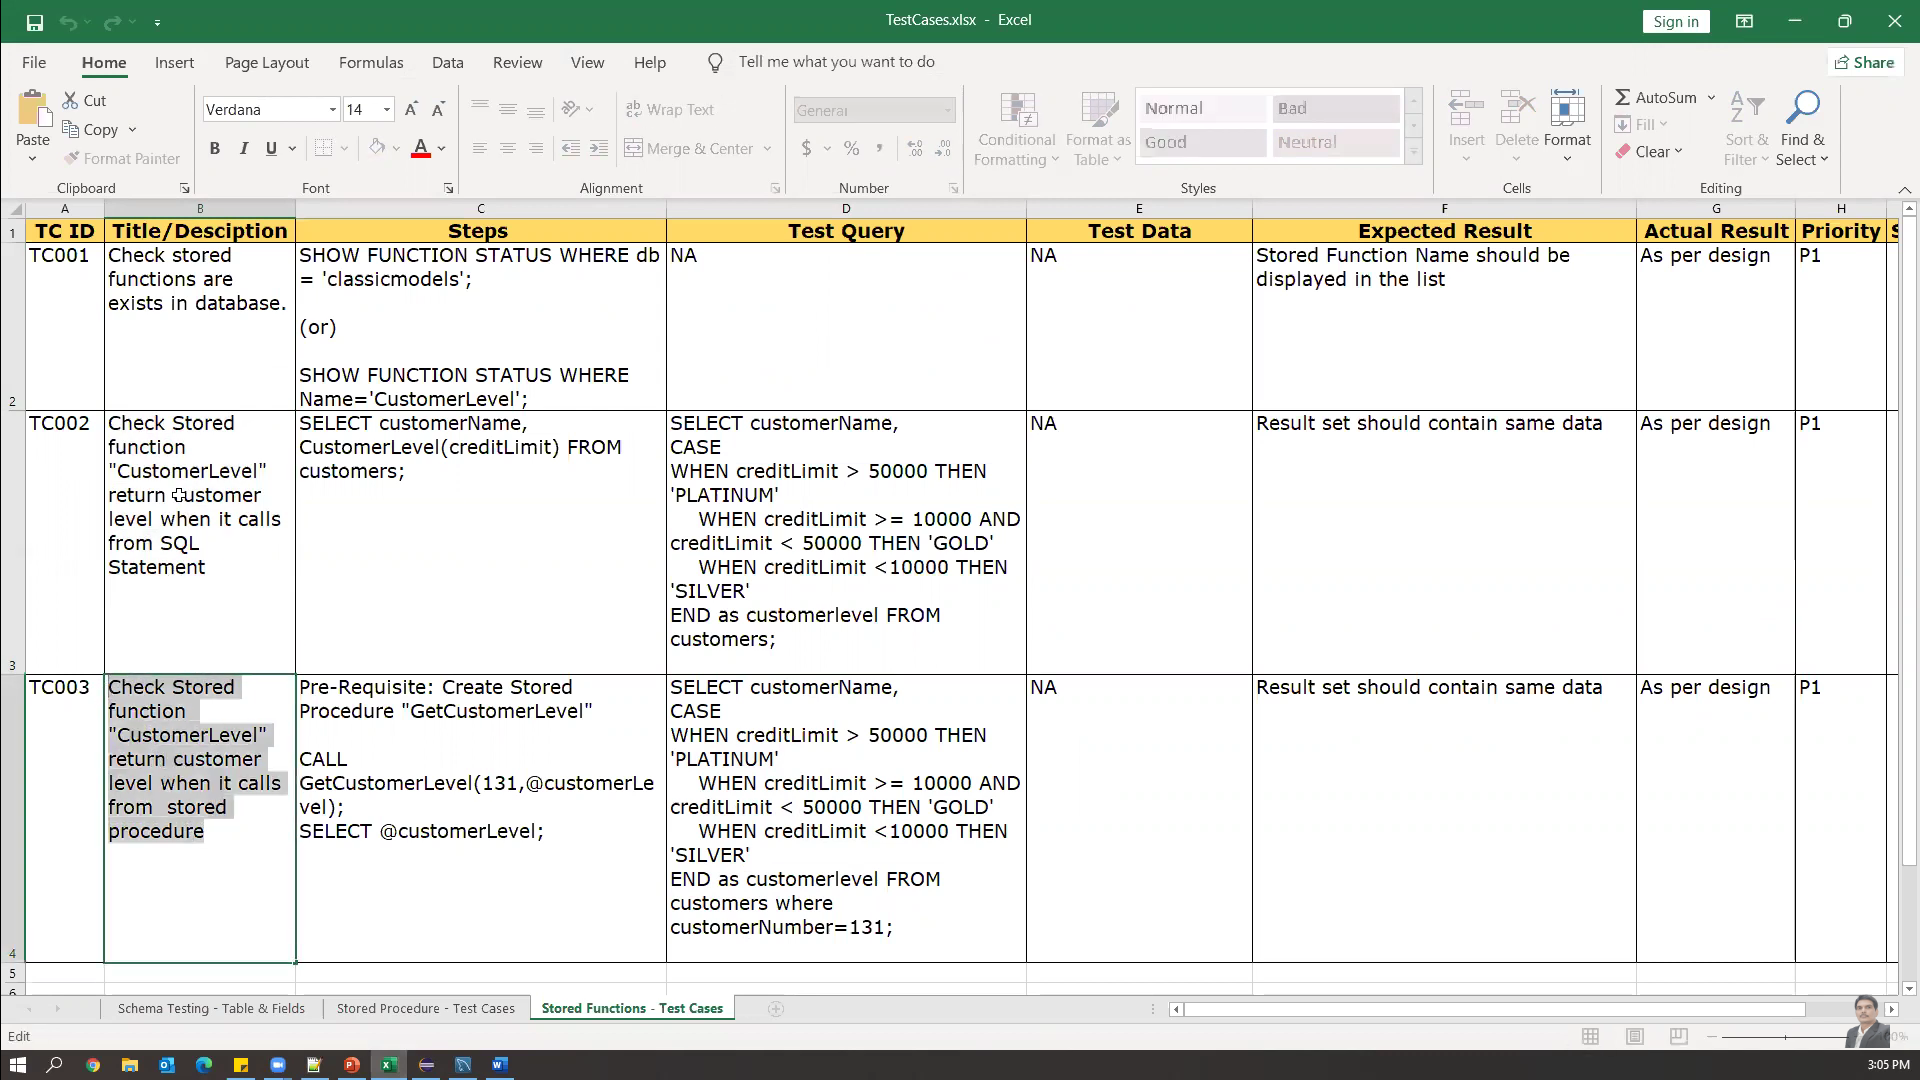 TestCases.xlsx - Excel
Sign in
File Home Insert Page Layout Formulas Data Review View Help Tell me what you want to do
Share
Paste
Cut
Copy
Format Painter
Clipboard
Verdana 14
B I U
Font
Wrap Text
Merge & Center
Alignment
General
$ % ,
Number
Conditional
Formatting
Format as
Table
Normal Bad
Good Neutral
Styles
Insert Delete Format
Cells
AutoSum
Fill
Clear
Sort &
Filter
Find &
Select
Editing
A B C D E F G H
1 TC ID Title/Desciption Steps Test Query Test Data Expected Result Actual Result Priority S
TC001
Check stored
functions are
exists in database.
SHOW FUNCTION STATUS WHERE db
= 'classicmodels';
(or)
SHOW FUNCTION STATUS WHERE
Name='CustomerLevel';
NA
NA
Stored Function Name should be
displayed in the list
As per design
P1
2
TC002
Check Stored
function
"CustomerLevel"
return customer
level when it calls
from SQL
Statement
SELECT customerName,
CustomerLevel(creditLimit) FROM
customers;
SELECT customerName,
CASE
WHEN creditLimit > 50000 THEN
'PLATINUM'
WHEN creditLimit >= 10000 AND
creditLimit < 50000 THEN 'GOLD'
WHEN creditLimit <10000 THEN
'SILVER'
END as customerlevel FROM
customers;
NA
Result set should contain same data
As per design
P1
3
TC003
Check Stored
function
"CustomerLevel"
return customer
level when it calls
from stored
procedure
Pre-Requisite: Create Stored
Procedure "GetCustomerLevel"
CALL
GetCustomerLevel(131,@customerLe
vel);
SELECT @customerLevel;
SELECT customerName,
CASE
WHEN creditLimit > 50000 THEN
'PLATINUM'
WHEN creditLimit >= 10000 AND
creditLimit < 50000 THEN 'GOLD'
WHEN creditLimit <10000 THEN
'SILVER'
END as customerlevel FROM
customers where
customerNumber=131;
NA
Result set should contain same data
As per design
P1
4
5
6
Schema Testing - Table & Fields Stored Procedure - Test Cases Stored Functions - Test Cases
Edit
3:05 PM